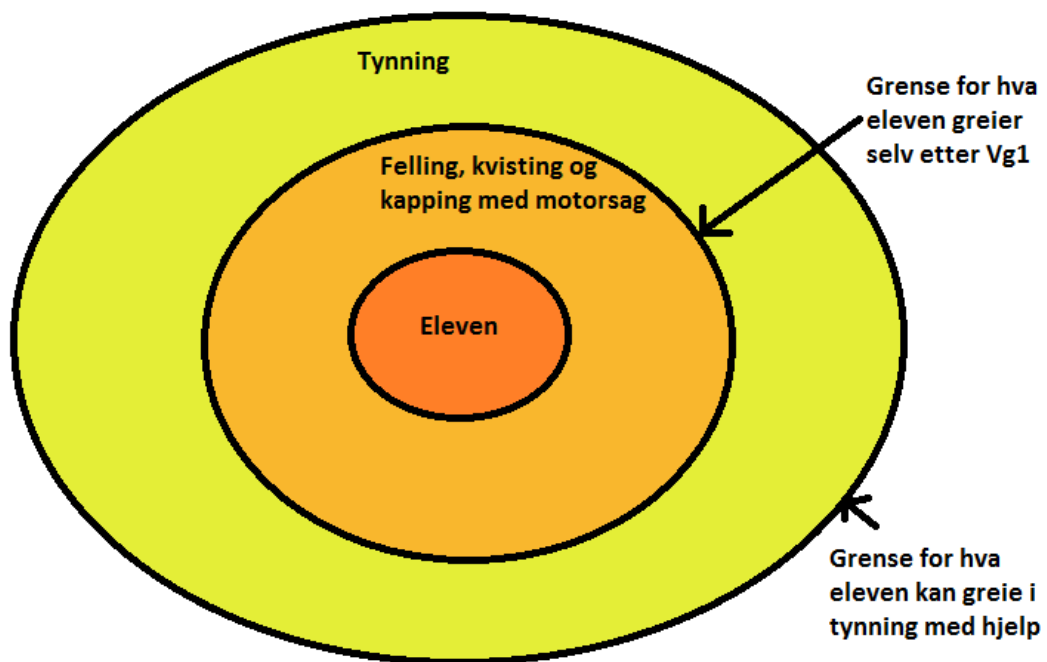 Tynning
Grense for hva
eleven greier
selv etter Vg1
Felling, kvisting og
kapping med motorsag
Eleven
Grense for hva
eleven kan greie i
tynning med hjelp